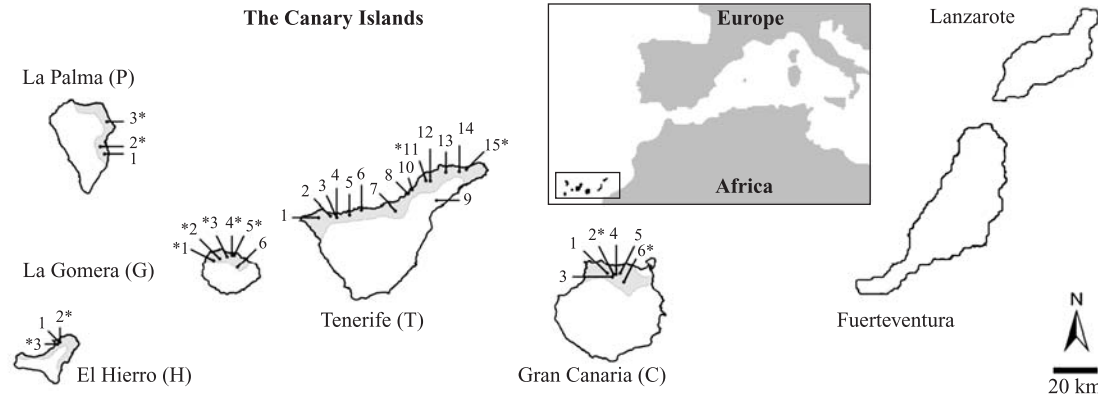 The Canary Islands
Europe
Africa
Lanzarote
La Palma (P)
3*
2*
1
12
14
*11
13
15*
10
4
6
8
3
5
7
2
9
1
*3
*2
4*
5*
*1
6
La Gomera (G)
2*
4
5
1
6*
3
Tenerife (T)
Fuerteventura
N
2*
1
*3
El Hierro (H)
Gran Canaria (C)
20 km